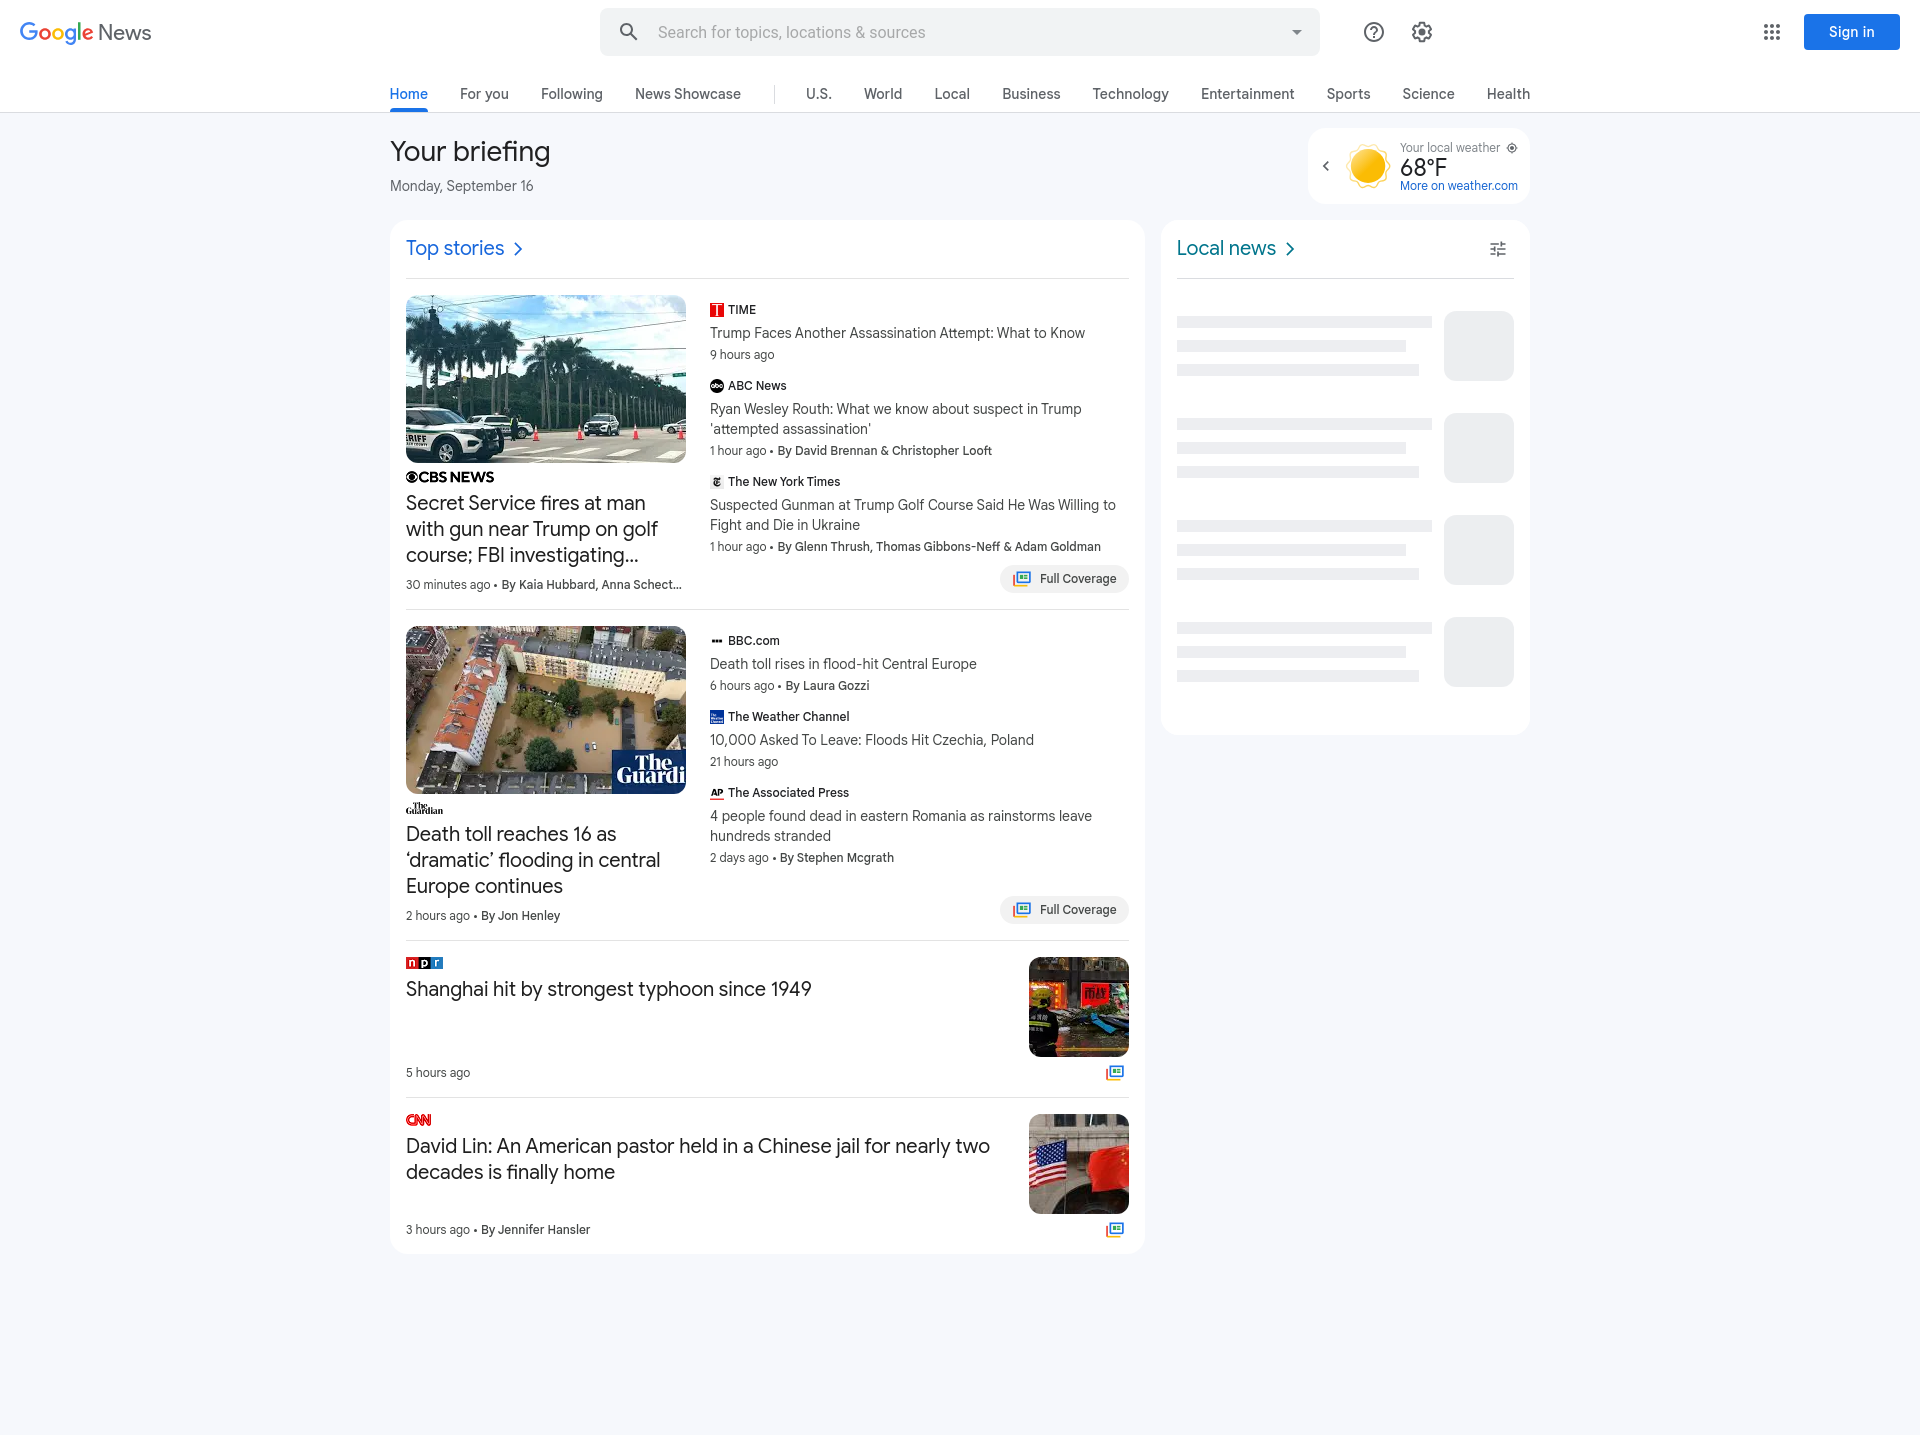 Google News
Search for topics, locations & sources
Sign in
Home
For you
Following
News Showcase
U.S.
World
Local
Business
Technology
Entertainment
Sports
Science
Health
Your briefing
Monday, September 16
Your local weather
68°F
More on weather.com
Top stories
CBS NEWS
Secret Service fires at man
with gun near Trump on golf
course; FBI investigating...
30 minutes ago • By Kaia Hubbard, Anna Schect...
TIME
Trump Faces Another Assassination Attempt: What to Know
9 hours ago
abc ABC News
Ryan Wesley Routh: What we know about suspect in Trump
'attempted assassination'
1 hour ago • By David Brennan & Christopher Looft
The New York Times
Suspected Gunman at Trump Golf Course Said He Was Willing to
Fight and Die in Ukraine
1 hour ago • By Glenn Thrush, Thomas Gibbons-Neff & Adam Goldman
Full Coverage
The
Guardi
The
Guardian
Death toll reaches 16 as
‘dramatic’ flooding in central
Europe continues
2 hours ago • By Jon Henley
BBC.com
Death toll rises in flood-hit Central Europe
6 hours ago • By Laura Gozzi
The Weather Channel
10,000 Asked To Leave: Floods Hit Czechia, Poland
21 hours ago
AP The Associated Press
4 people found dead in eastern Romania as rainstorms leave
hundreds stranded
2 days ago • By Stephen Mcgrath
Full Coverage
npr
Shanghai hit by strongest typhoon since 1949
5 hours ago
CNN
David Lin: An American pastor held in a Chinese jail for nearly two
decades is finally home
3 hours ago • By Jennifer Hansler
Local news